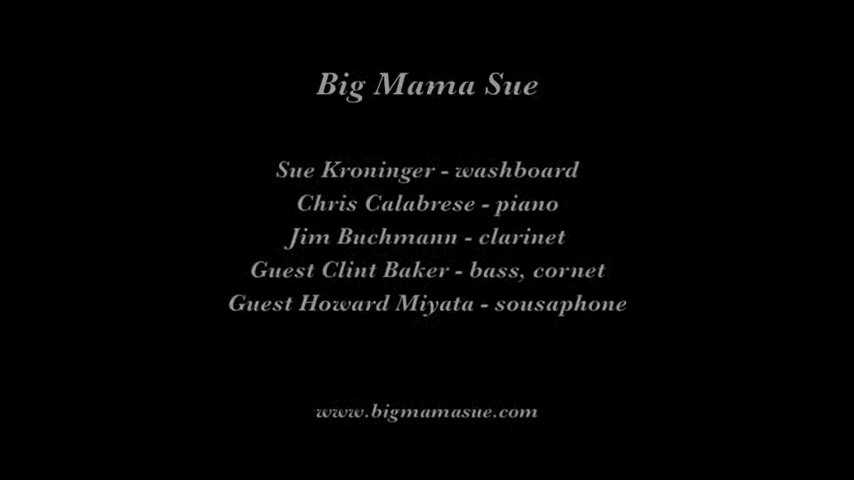 Big Mama Sue
Sue Kroninger - washboard
Chris Calabrese - piano
Jim Buchmann - clarinet
Guest Clint Baker - bass, cornet
Guest Howard Miyata - sousaphone
www.bigmamasue.com